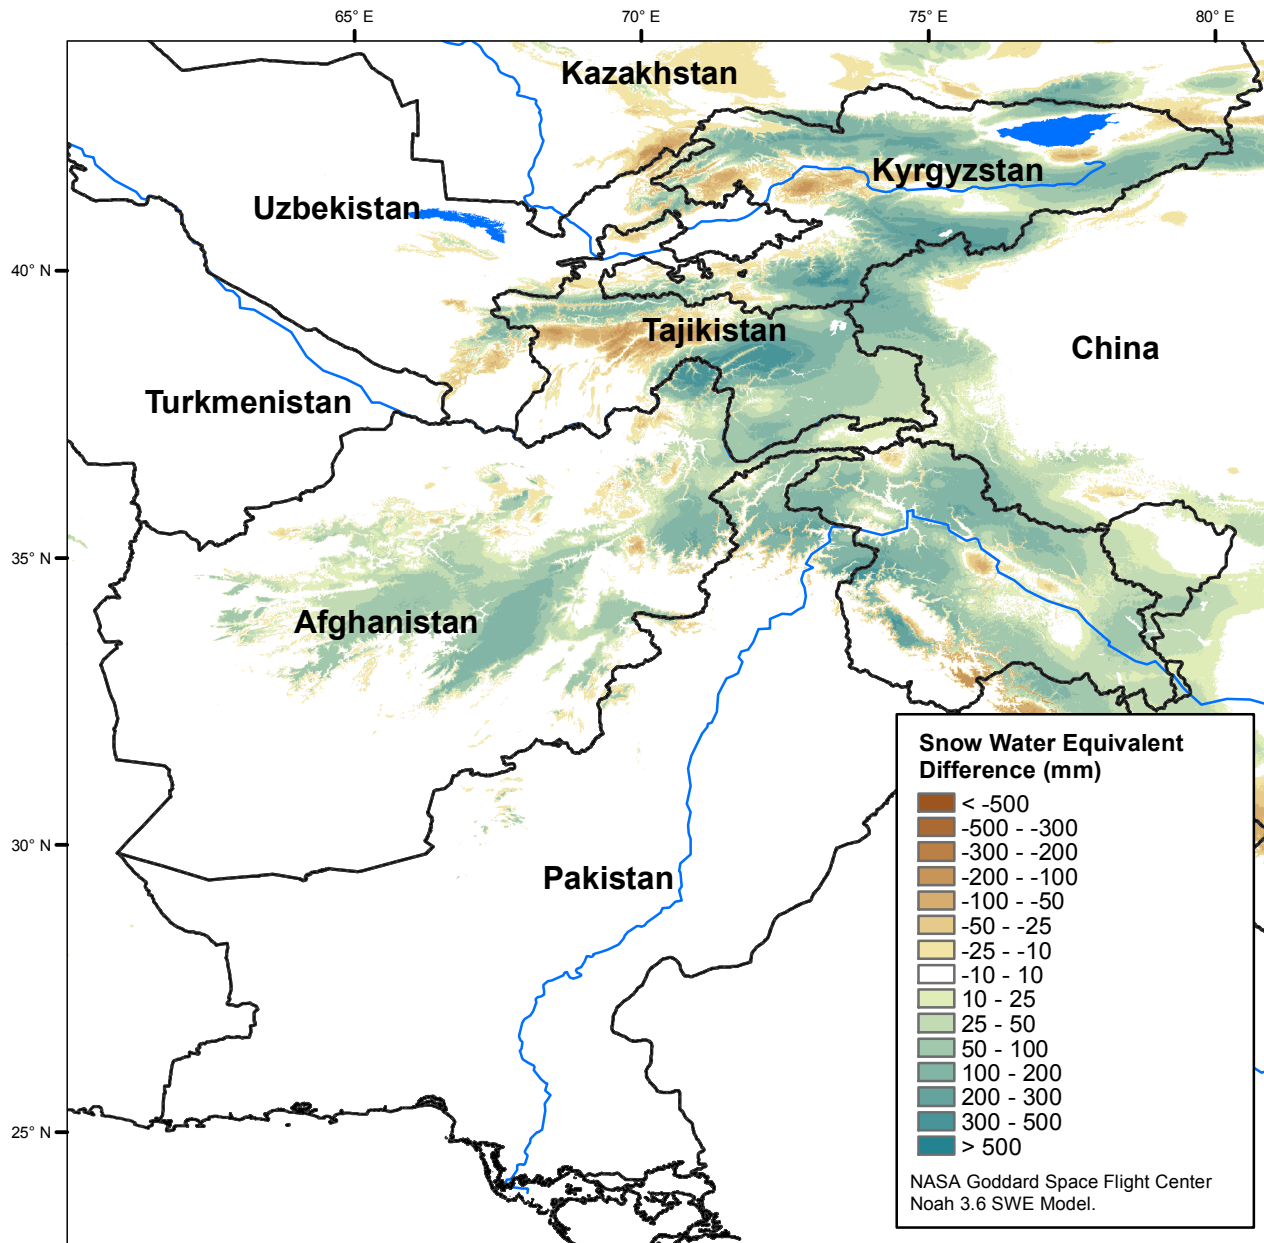 65° E
70° E
75° E
80° E
Kazakhstan
Kyrgyzstan
Uzbekistan
40° N
Tajikistan
China
Turkmenistan
35° N
Afghanistan
30° N
Pakistan
25° N
Snow Water Equivalent
Difference (mm)
< -500
-500 - -300
-300 - -200
-200 - -100
-100 - -50
-50 - -25
-25 - -10
-10 - 10
10 - 25
25 - 50
50 - 100
100 - 200
200 - 300
300 - 500
> 500
NASA Goddard Space Flight Center
Noah 3.6 SWE Model.